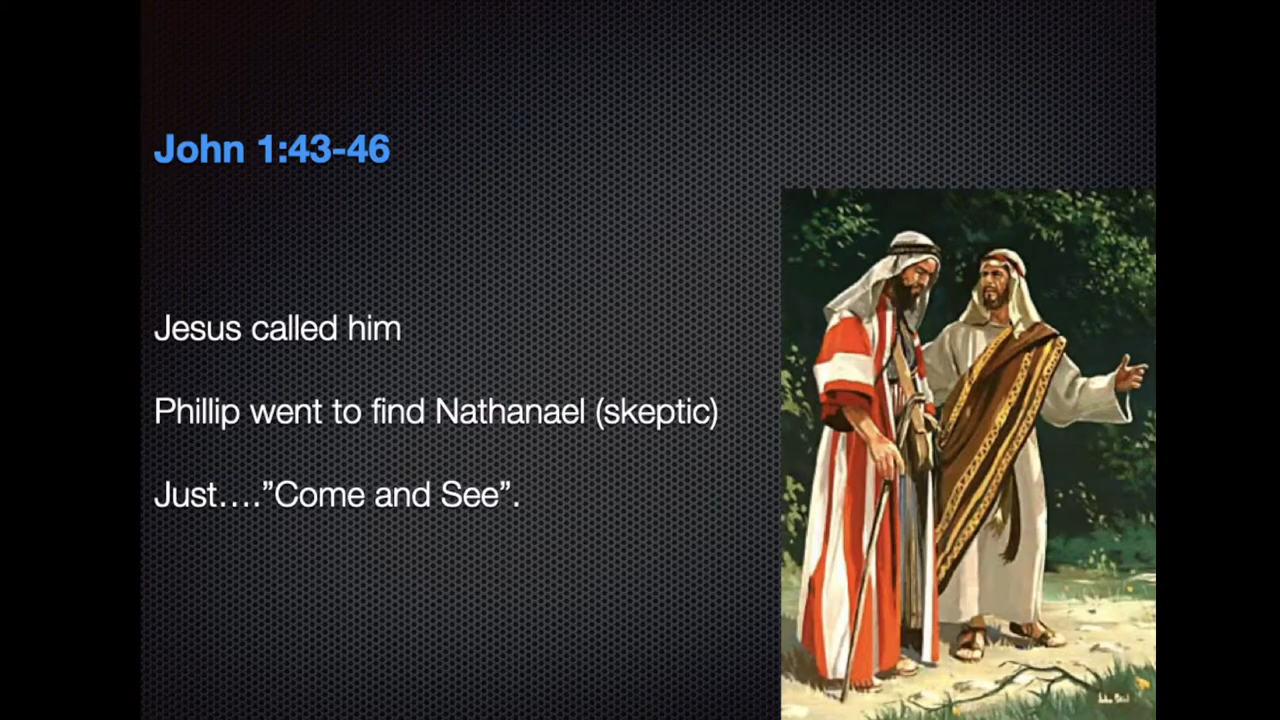 John 1:43-46
Jesus called him
Phillip went to find Nathanael (skeptic)
Just….”Come and See”.